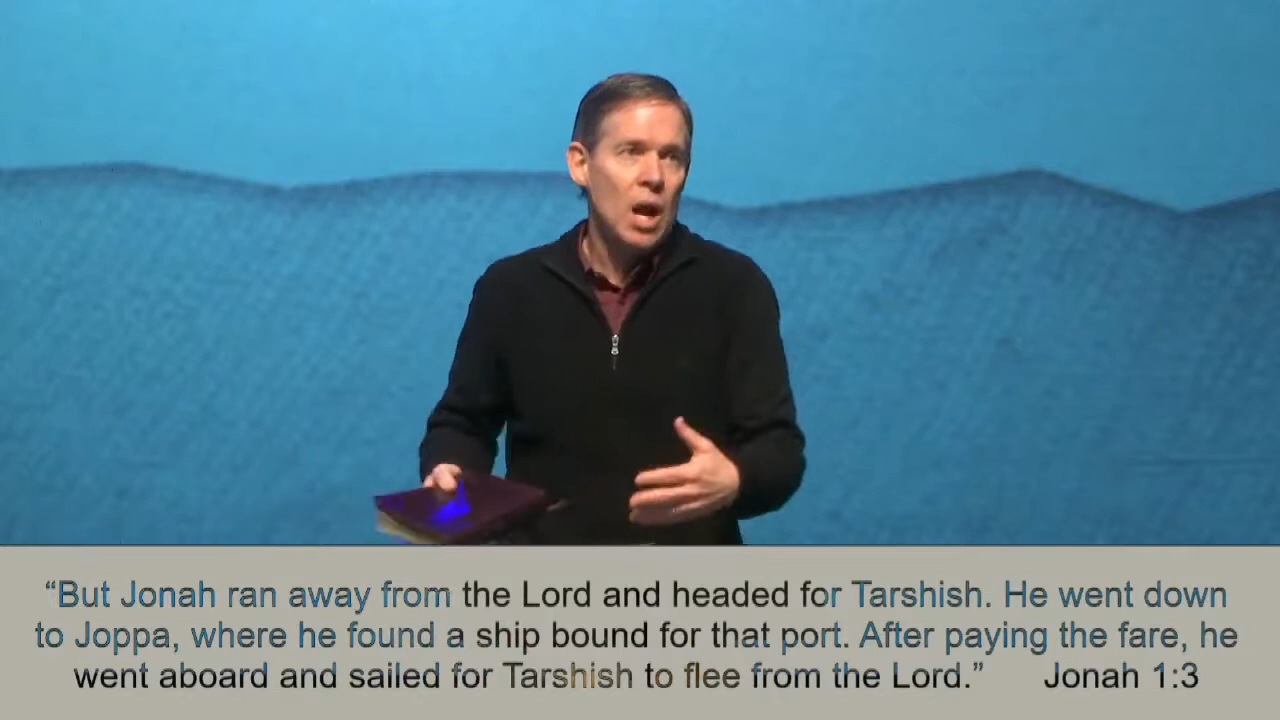 “But Jonah ran away from the Lord and headed for Tarshish. He went down
to Joppa, where he found a ship bound for that port. After paying the fare, he
went aboard and sailed for Tarshish to flee from the Lord.” Jonah 1:3